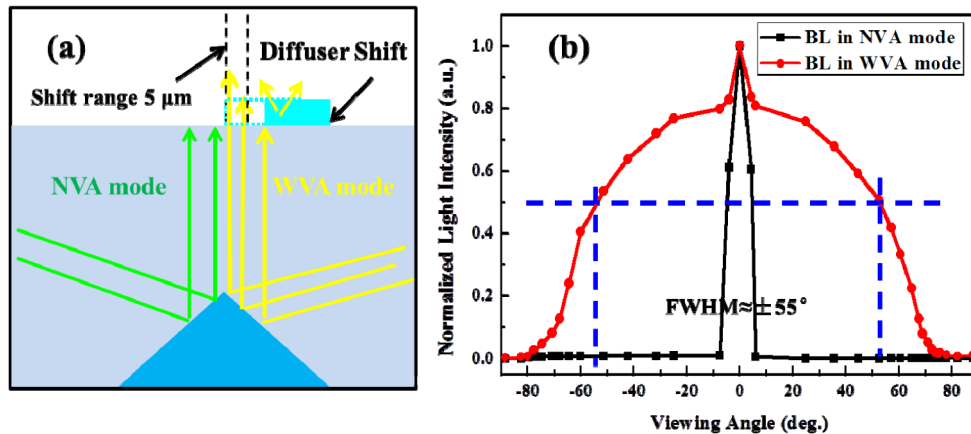 (a)
Diffuser Shift
Shift range 5 μm
NVA mode
WVA mode
(b)
BL in NVA mode
BL in WVA mode
Normalized Light Intensity (a.u.)
1.0
0.8
0.6
0.4
0.2
0.0
FWHM≈±55°
-80 -60 -40 -20 0 20 40 60 80
Viewing Angle (deg.)